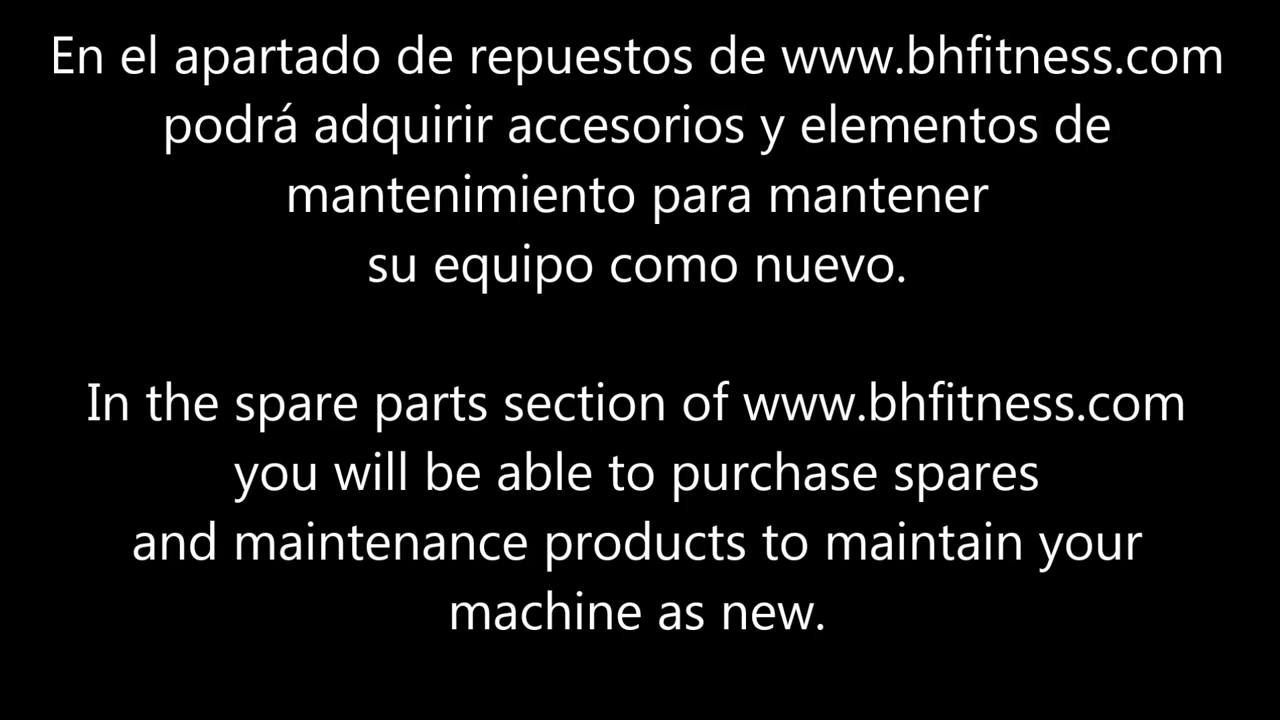 En el apartado de repuestos de www.bhfitness.com
podrá adquirir accesorios y elementos de
mantenimiento para mantener
su equipo como nuevo.
In the spare parts section of www.bhfitness.com
you will be able to purchase spares
and maintenance products to maintain your
machine as new.